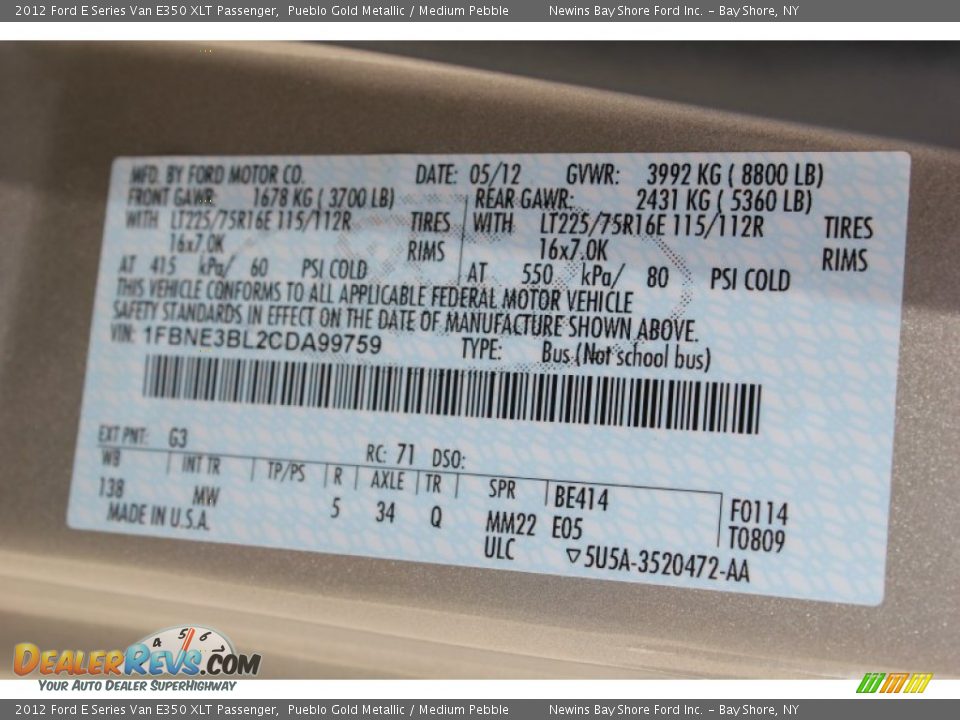 2012 Ford E Series Van E350 XLT Passenger, Pueblo Gold Metallic / Medium Pebble Newins Bay Shore Ford Inc. - Bay Shore, NY
MFD. BY FORD MOTOR CO. DATE: 05/12 GVWR: 3992 KG ( 8800 LB)
FRONT GAWR: 1678 KG ( 3700 LB) REAR GAWR: 2431 KG ( 5360 LB)
WITH LT225/75R16E 115/112R TIRES WITH LT225/75R16E 115/112R TIRES
16x7.0K RIMS 16x7.0K RIMS
AT 415 kPa/ 60 PSI COLD AT 550 kPa/ 80 PSI COLD
THIS VEHICLE CONFORMS TO ALL APPLICABLE FEDERAL MOTOR VEHICLE
SAFETY STANDARDS IN EFFECT ON THE DATE OF MANUFACTURE SHOWN ABOVE.
VIN: 1FBNE3BL2CDA99759 TYPE: Bus (Not school bus)
EXT PNT: G3 RC: 71 DSO:
WB INT TR TP/PS R AXLE TR SPR BE414 F0114
138 MW 5 34 Q MM22 E05 T0809
MADE IN U.S.A. ULC ▽5U5A-3520472-AA
4 5 6
DEALERREVS.COM
YOUR AUTO DEALER SUPERHIGHWAY
2012 Ford E Series Van E350 XLT Passenger, Pueblo Gold Metallic / Medium Pebble Newins Bay Shore Ford Inc. - Bay Shore, NY